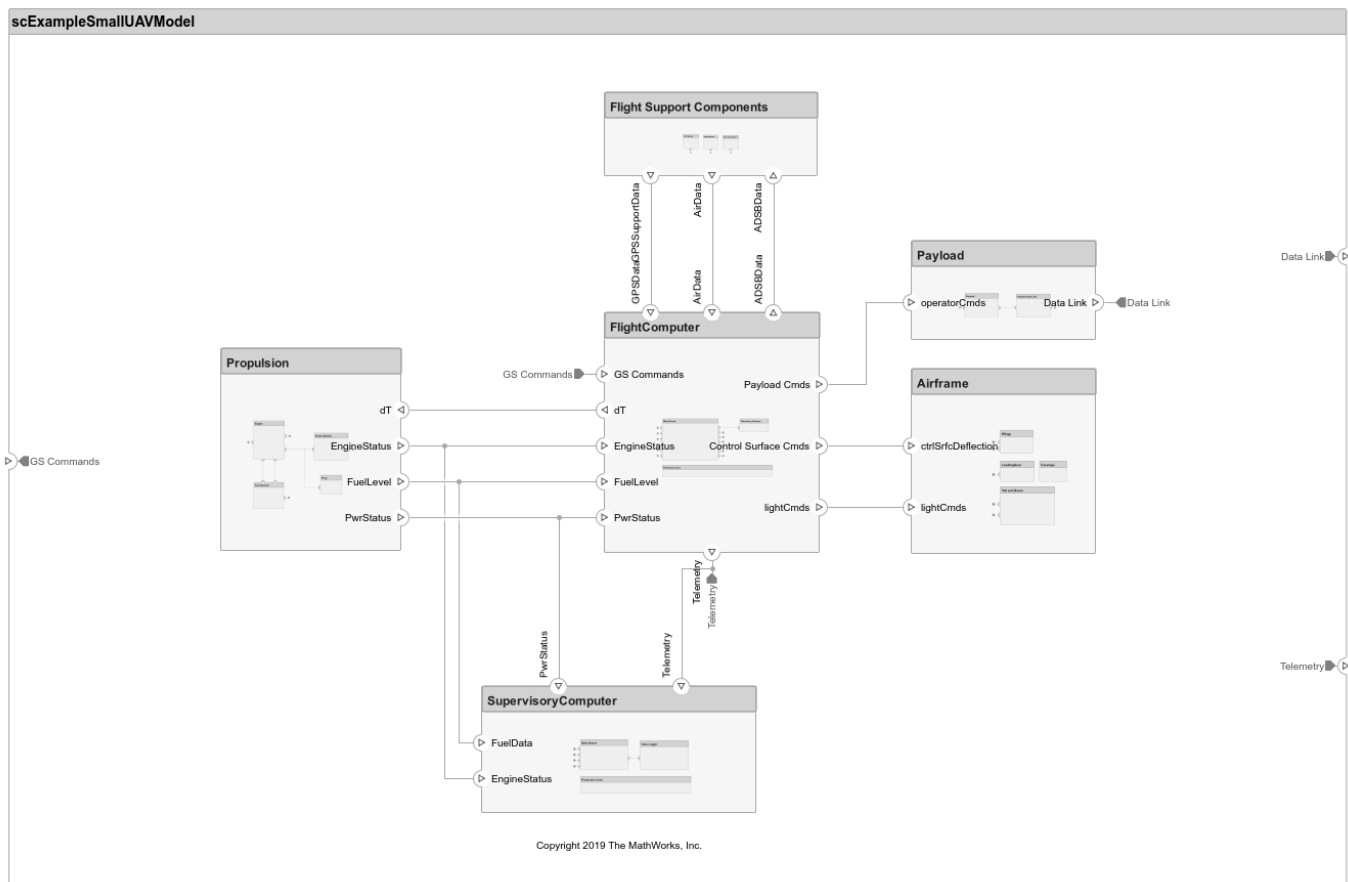 scExampleSmallUAVModel
Flight Support Components
GPSSupportData
AirData
ADSBData
GPSData
AirData
ADSBData
FlightComputer
GS Commands
GS Commands
dT
EngineStatus
FuelLevel
PwrStatus
Payload Cmds
Control Surface Cmds
lightCmds
Telemetry
Telemetry
Payload
operatorCmds
Data Link
Data Link
Data Link
Airframe
ctrlSrfcDeflection
lightCmds
Propulsion
dT
EngineStatus
FuelLevel
PwrStatus
GS Commands
Telemetry
PwrStatus
Telemetry
SupervisoryComputer
FuelData
EngineStatus
Copyright 2019 The MathWorks, Inc.